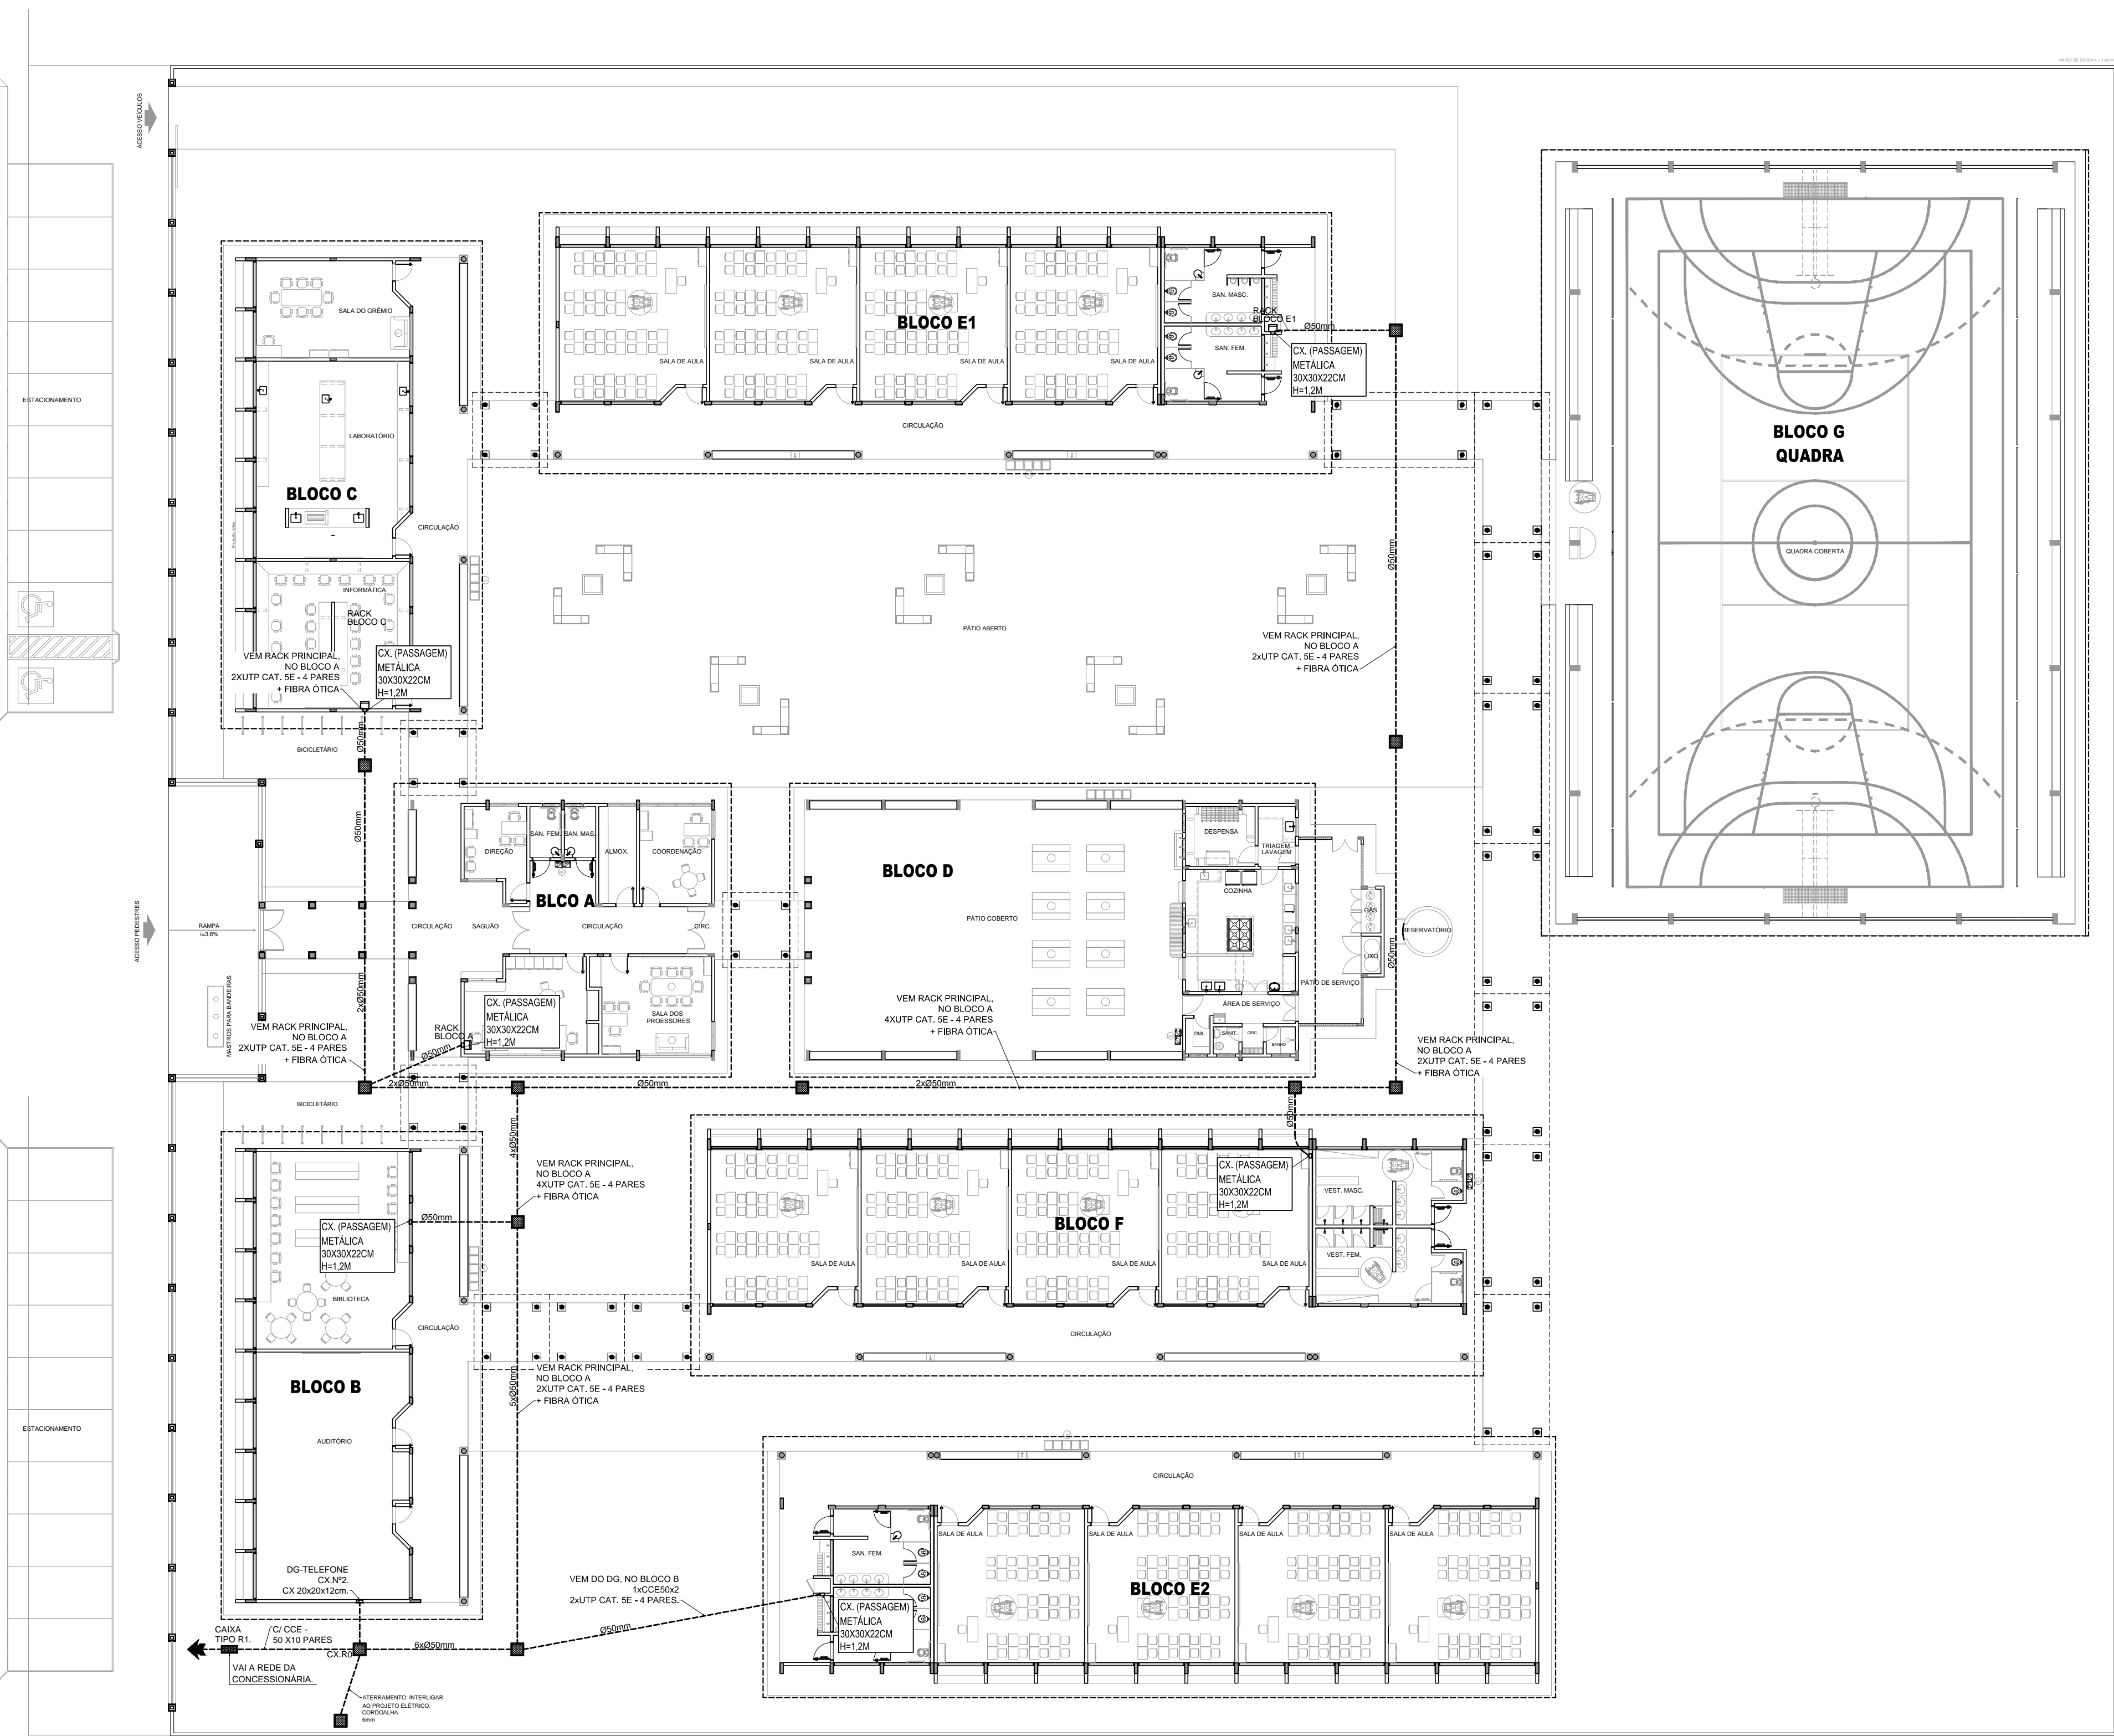 MURO DE DIVISA H = 1.80 m
ACESSO VEÍCULOS
ESTACIONAMENTO
SALA DO GRÊMIO
LABORATÓRIO
BLOCO C
CIRCULAÇÃO
INFORMÁTICA
RACK
BLOCO C
VEM RACK PRINCIPAL,
NO BLOCO A
2XUTP CAT. 5E - 4 PARES
+ FIBRA ÓTICA
CX. (PASSAGEM)
METÁLICA
30X30X22CM
H=1,2M
Ø50mm
BICICLETÁRIO
Ø50mm
BLOCO E1
SALA DE AULA
SALA DE AULA
SALA DE AULA
SALA DE AULA
SAN. MASC.
SAN. FEM.
RACK
BLOCO E1
Ø50mm
CX. (PASSAGEM)
METÁLICA
30X30X22CM
H=1,2M
CIRCULAÇÃO
BLOCO G
QUADRA
QUADRA COBERTA
Ø50mm
PÁTIO ABERTO
VEM RACK PRINCIPAL,
NO BLOCO A
2xUTP CAT. 5E - 4 PARES
+ FIBRA ÓTICA
ACESSO PEDESTRES
RAMPA
i=3.6%
MASTROS PARA BANDEIRAS
2xØ50mm
VEM RACK PRINCIPAL,
NO BLOCO A
2XUTP CAT. 5E - 4 PARES
+ FIBRA ÓTICA
DIREÇÃO
SAN. FEM.
SAN. MAS.
ALMOX.
COORDENAÇÃO
BLCO A
CIRCULAÇÃO
SAGUÃO
CIRCULAÇÃO
CIRC.
CX. (PASSAGEM)
METÁLICA
30X30X22CM
H=1,2M
RACK
BLOCO A
Ø50mm
SALA DOS
PROESSORES
BLOCO D
PÁTIO COBERTO
DESPENSA
TRIAGEM
LAVAGEM
COZINHA
GÁS
LIXO
RESERVATÓRIO
PÁTIO DE SERVIÇO
ÁREA DE SERVIÇO
DML
SANIT.
CIRC.
BANHO
VEM RACK PRINCIPAL,
NO BLOCO A
4XUTP CAT. 5E - 4 PARES
+ FIBRA ÓTICA
Ø50mm
VEM RACK PRINCIPAL,
NO BLOCO A
2XUTP CAT. 5E - 4 PARES
+ FIBRA ÓTICA
2xØ50mm
Ø50mm
2xØ50mm
Ø50mm
BICICLETÁRIO
4xØ50mm
VEM RACK PRINCIPAL,
NO BLOCO A
4XUTP CAT. 5E - 4 PARES
+ FIBRA ÓTICA
Ø50mm
CX. (PASSAGEM)
METÁLICA
30X30X22CM
H=1,2M
BIBLIOTECA
CIRCULAÇÃO
BLOCO B
AUDITÓRIO
ESTACIONAMENTO
CX. (PASSAGEM)
METÁLICA
30X30X22CM
H=1,2M
BLOCO F
SALA DE AULA
SALA DE AULA
SALA DE AULA
SALA DE AULA
VEST. MASC.
VEST. FEM.
CIRCULAÇÃO
5xØ50mm
VEM RACK PRINCIPAL,
NO BLOCO A
2XUTP CAT. 5E - 4 PARES
+ FIBRA ÓTICA
CIRCULAÇÃO
SALA DE AULA
SALA DE AULA
SALA DE AULA
SALA DE AULA
SAN. FEM.
BLOCO E2
CX. (PASSAGEM)
METÁLICA
30X30X22CM
H=1,2M
VEM DO DG, NO BLOCO B
1xCCE50x2
2xUTP CAT. 5E - 4 PARES.
Ø50mm
DG-TELEFONE
CX.Nº2.
CX 20x20x12cm.
CAIXA
TIPO R1.
C/ CCE -
50 X10 PARES
6xØ50mm
CX.R0
VAI A REDE DA
CONCESSIONÁRIA.
ATERRAMENTO: INTERLIGAR
AO PROJETO ELÉTRICO.
CORDOALHA
6mm